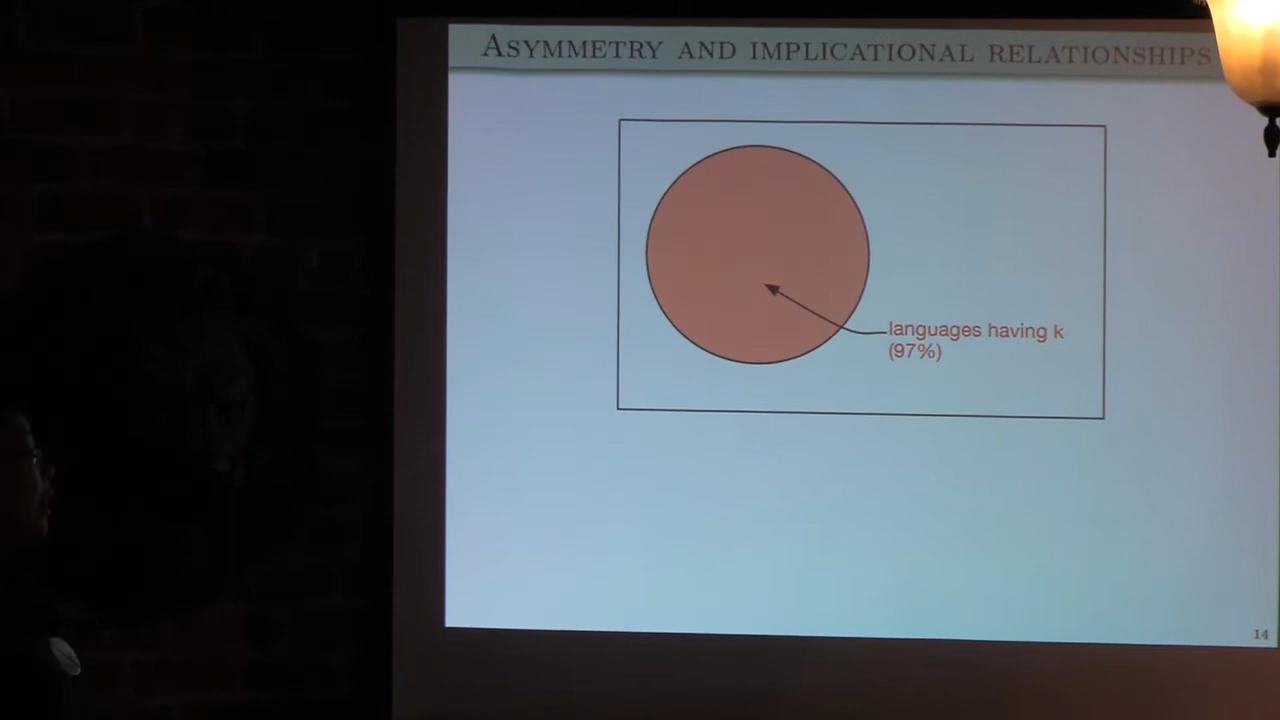 ASYMMETRY AND IMPLICATIONAL RELATIONSHIPS
languages having k
(97%)
14